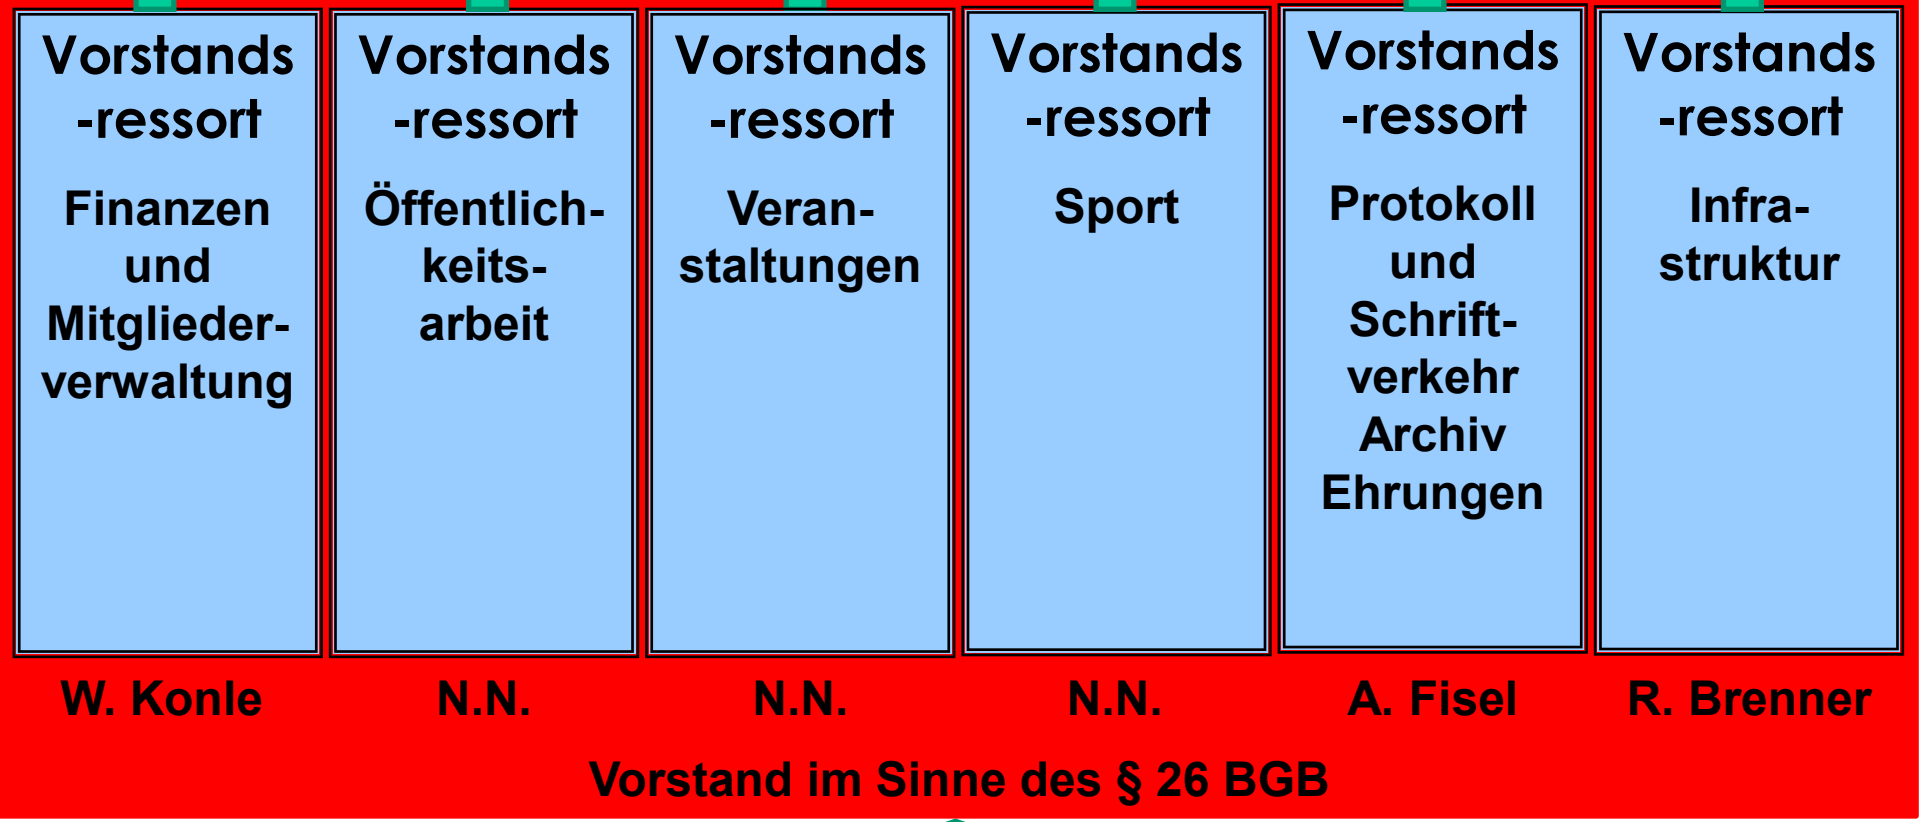 Vorstands
-ressort
Finanzen
und
Mitglieder-
verwaltung
Vorstands
-ressort
Öffentlich-
keits-
arbeit
Vorstands
-ressort
Veran-
staltungen
Vorstands
-ressort
Sport
Vorstands
-ressort
Protokoll
und
Schrift-
verkehr
Archiv
Ehrungen
Vorstands
-ressort
Infra-
struktur
W. Konle
N.N.
N.N.
N.N.
A. Fisel
R. Brenner
Vorstand im Sinne des § 26 BGB